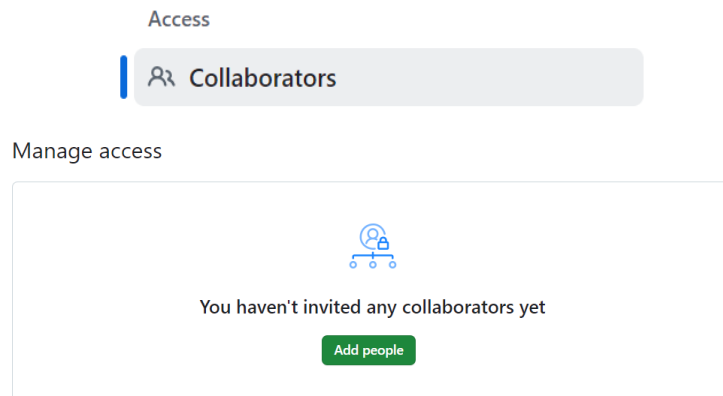 Access
Collaborators
Manage access
You haven't invited any collaborators yet
Add people